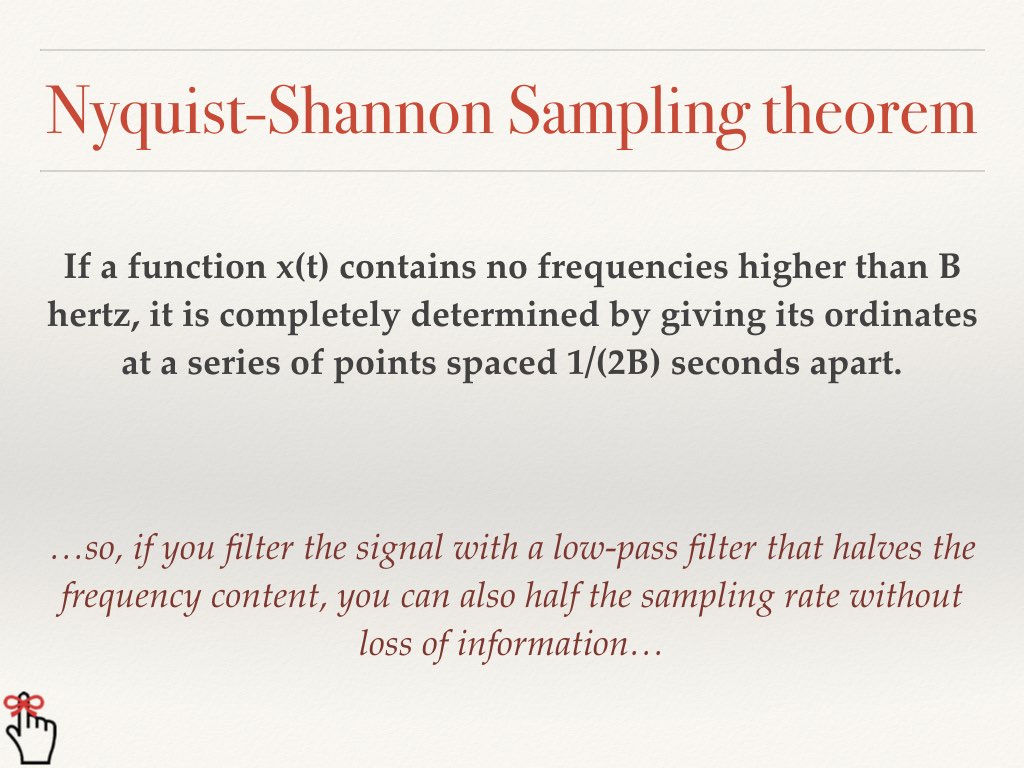 Nyquist-Shannon Sampling theorem
If a function x(t) contains no frequencies higher than B
hertz, it is completely determined by giving its ordinates
at a series of points spaced 1/(2B) seconds apart.
…so, if you filter the signal with a low-pass filter that halves the
frequency content, you can also half the sampling rate without
loss of information…